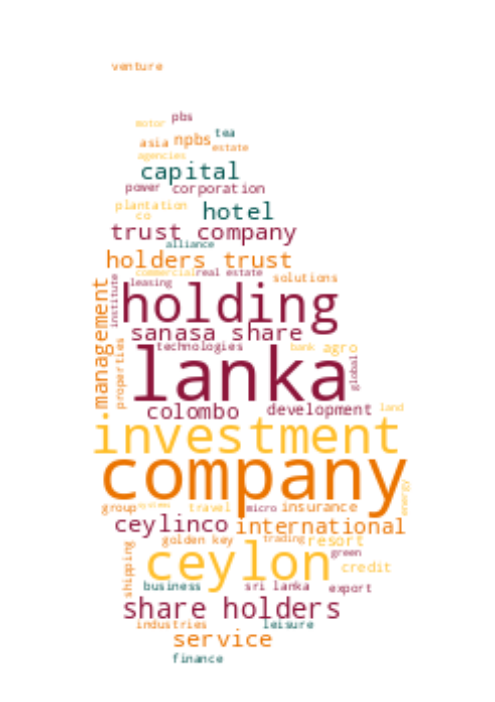 venture
pbs
motor
tea
asia npbs
estate
agencies
capital
power corporation
plantation
co
hotel
trust company
alliance
holders trust
commercial real estate
leasing
solutions
institute
management
holding
sanasa share
technologies
bank agro
properties
lanka
global
colombo
development
land
investment
company
energy
group
systems
travel
micro
insurance
ceylinco international
golden key
trading
resort
ceylon
green
shipping
credit
business
sri lanka
export
share holders
industries
leisure
service
finance